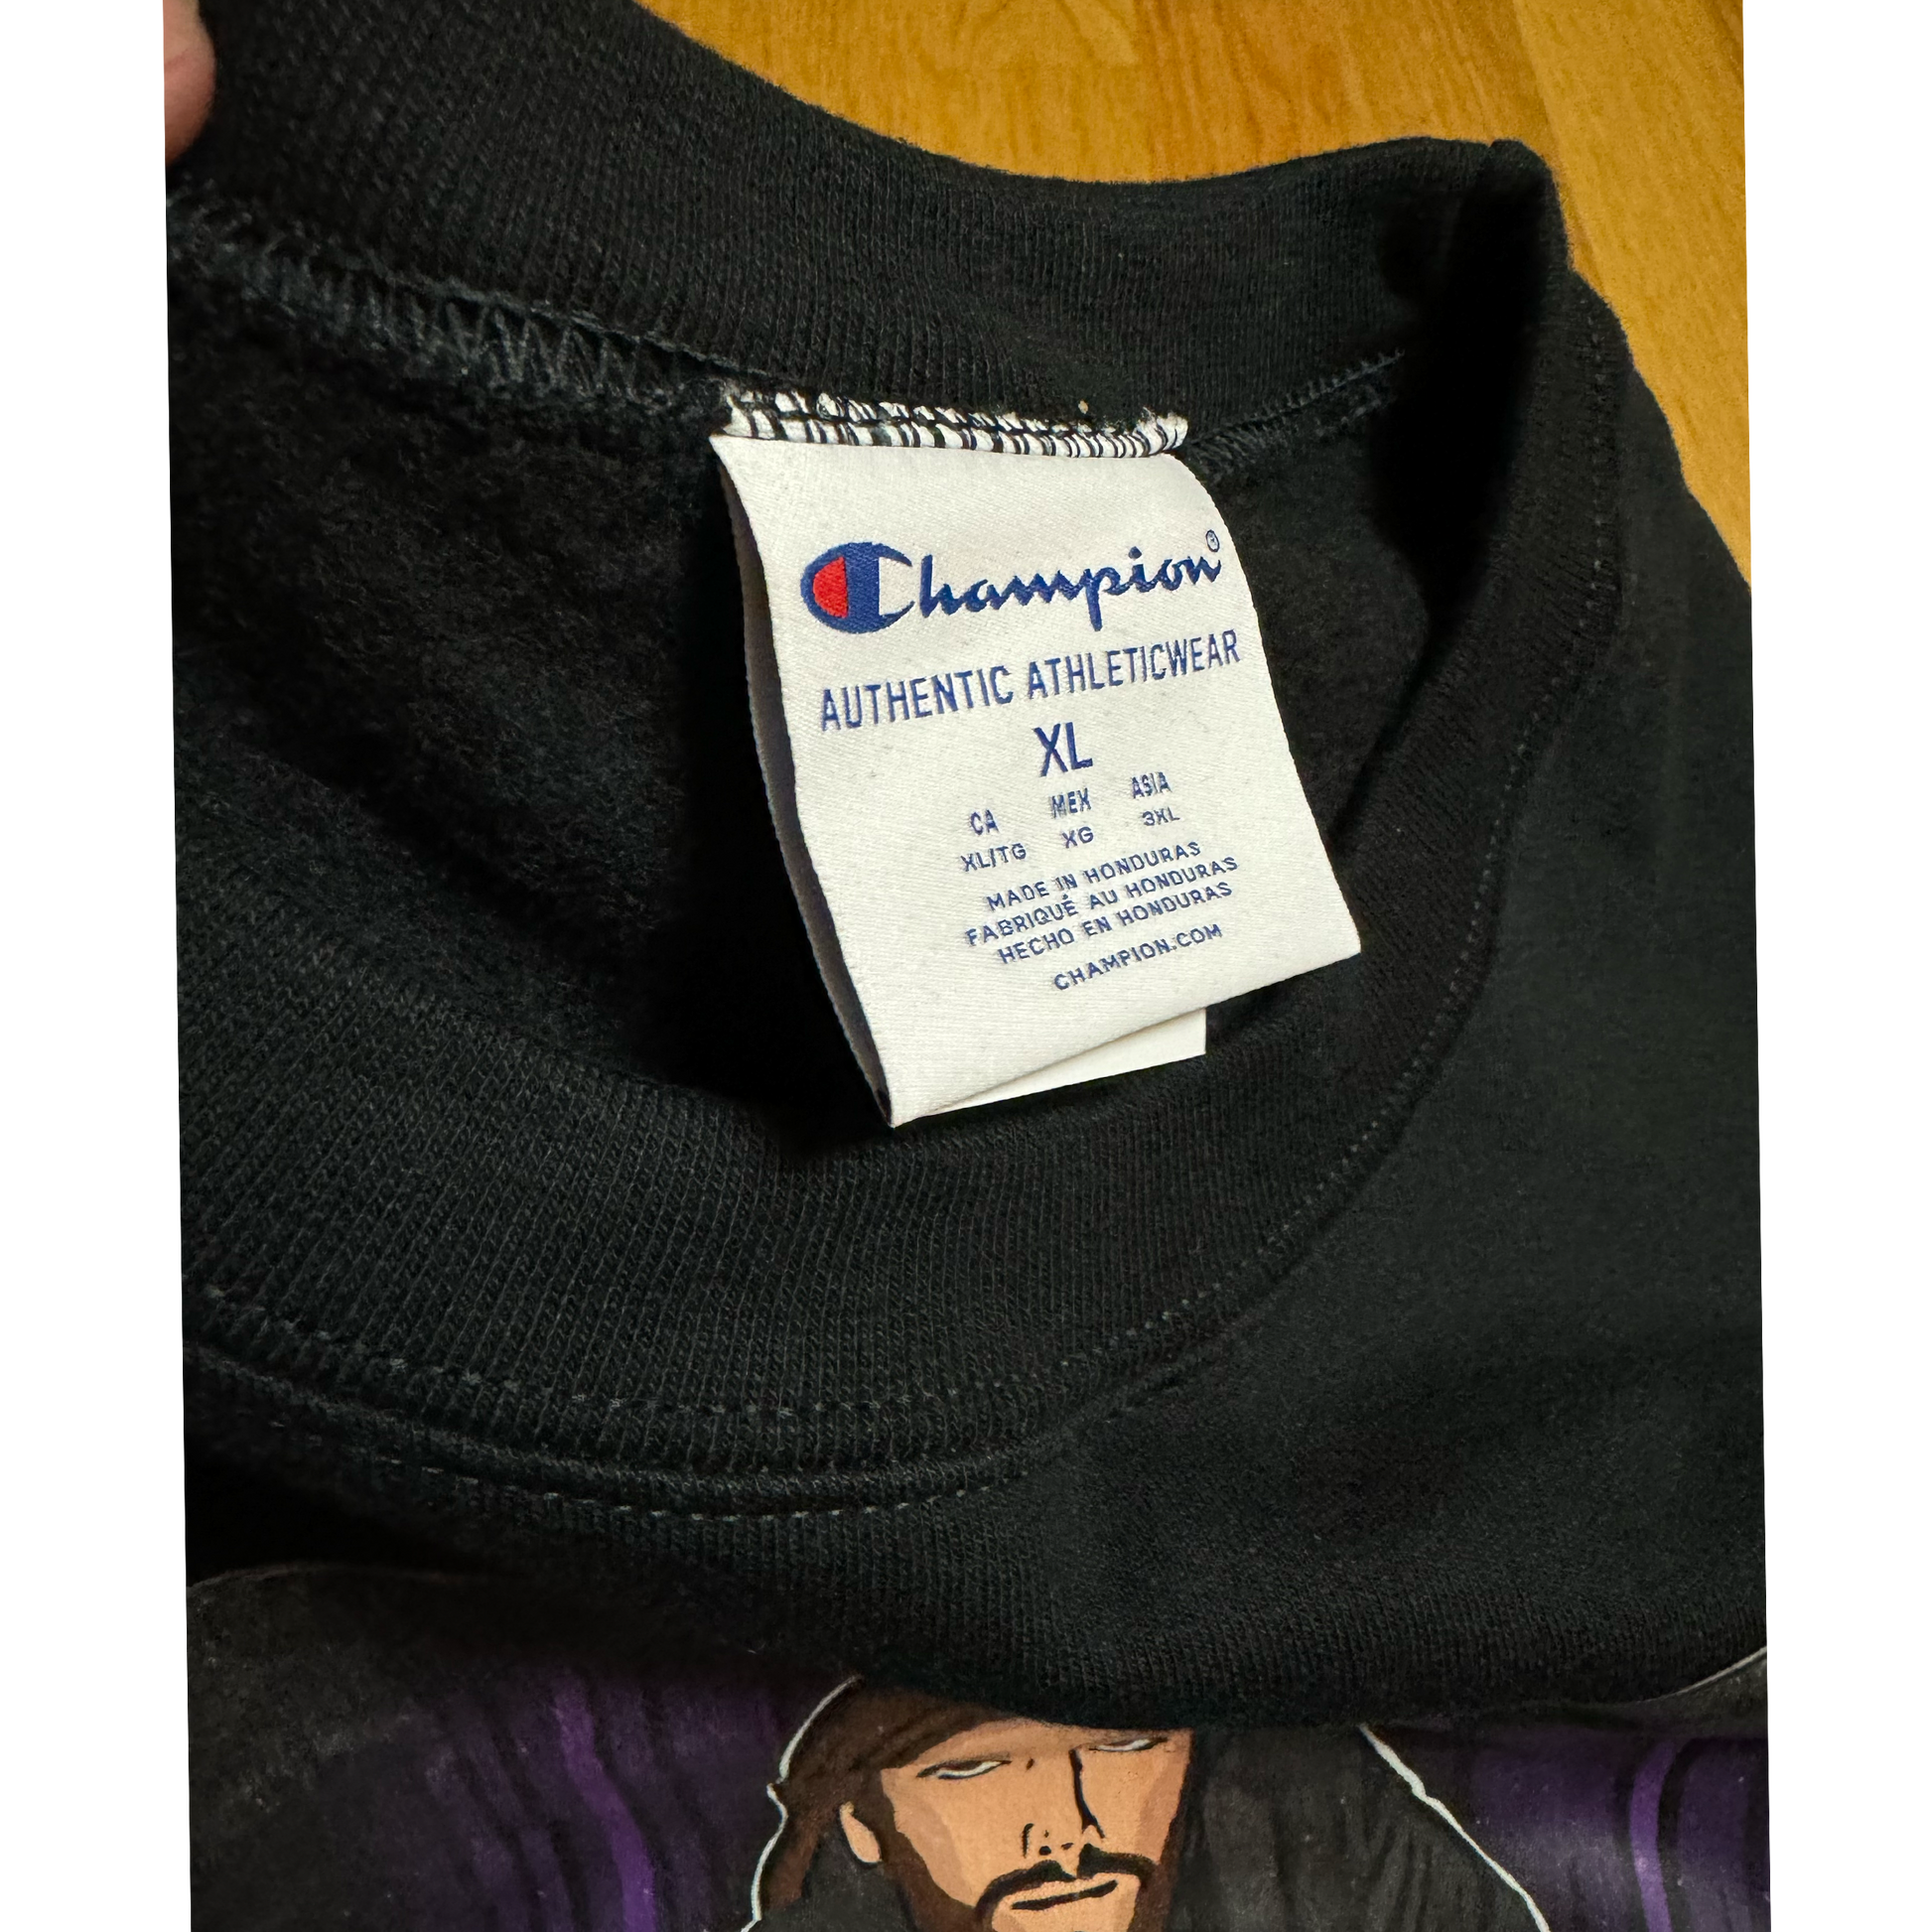 Champion®
AUTHENTIC ATHLETICWEAR
XL
CA MEX ASIA
XL/TG XG 3XL
MADE IN HONDURAS
FABRIQUÉ AU HONDURAS
HECHO EN HONDURAS
CHAMPION.COM